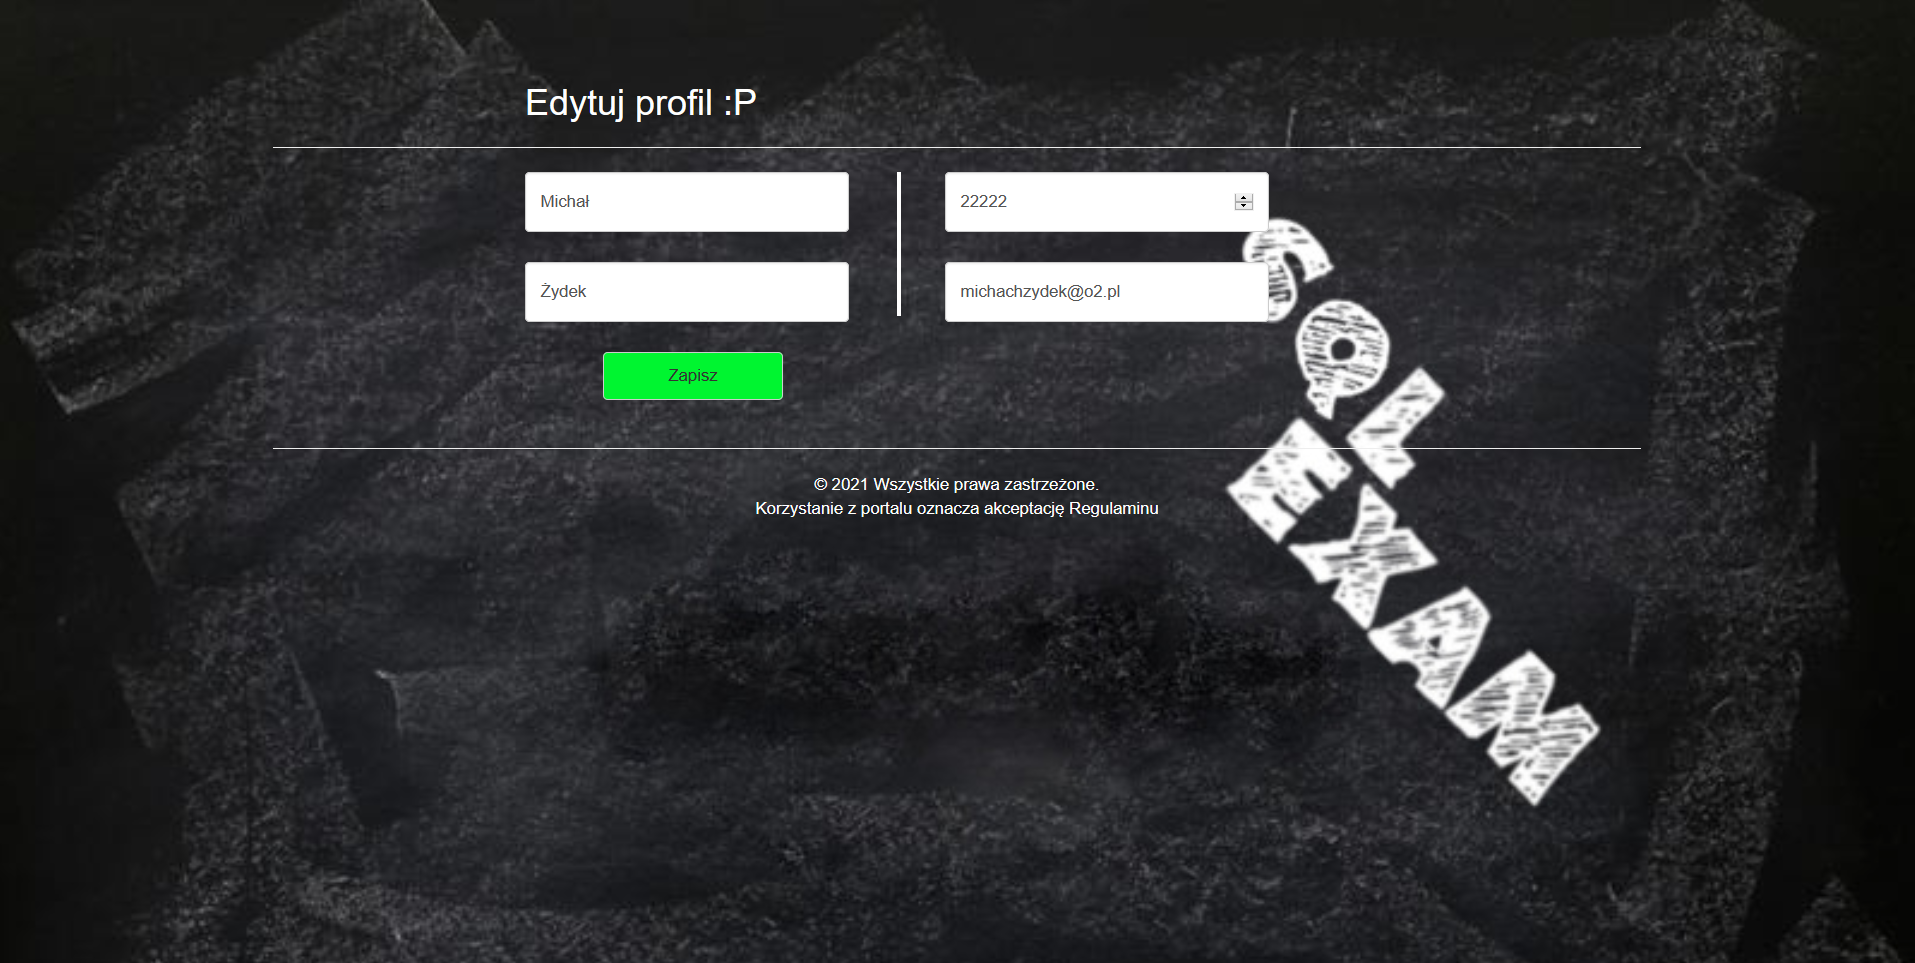 Edytuj profil :P
Michał
22222
Żydek
michachzydek@o2.pl
Zapisz
SQL
EXAM
© 2021 Wszystkie prawa zastrzeżone.
Korzystanie z portalu oznacza akceptację Regulaminu